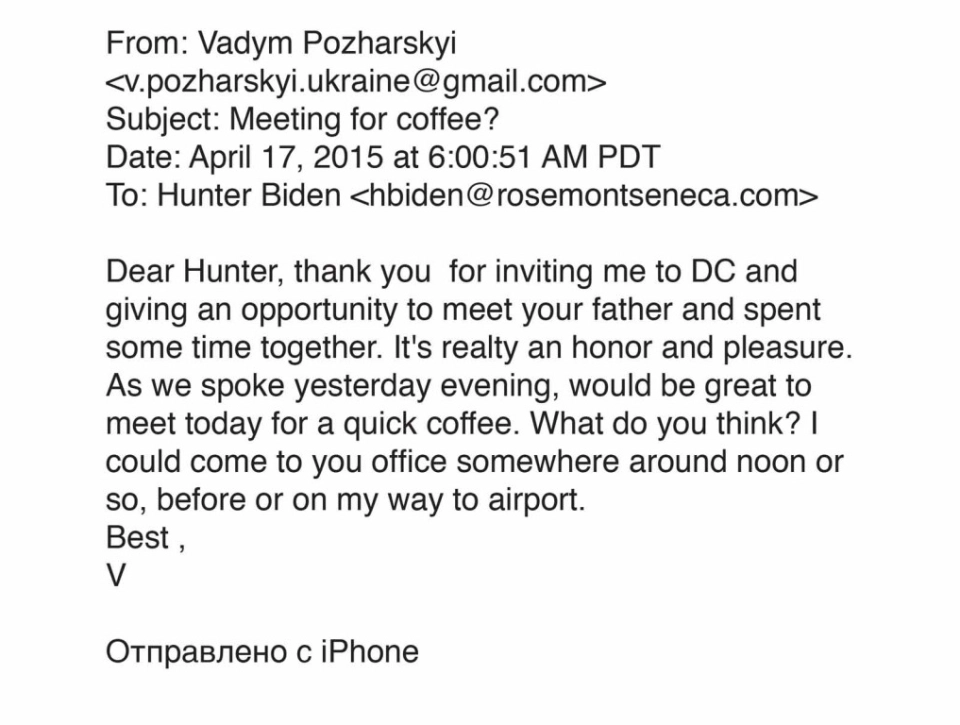 From: Vadym Pozharskyi
<v.pozharskyi.ukraine@gmail.com>
Subject: Meeting for coffee?
Date: April 17, 2015 at 6:00:51 AM PDT
To: Hunter Biden <hbiden@rosemontseneca.com>
Dear Hunter, thank you  for inviting me to DC and
giving an opportunity to meet your father and spent
some time together. It's realty an honor and pleasure.
As we spoke yesterday evening, would be great to
meet today for a quick coffee. What do you think? I
could come to you office somewhere around noon or
so, before or on my way to airport.
Best ,
V
Отправлено с iPhone